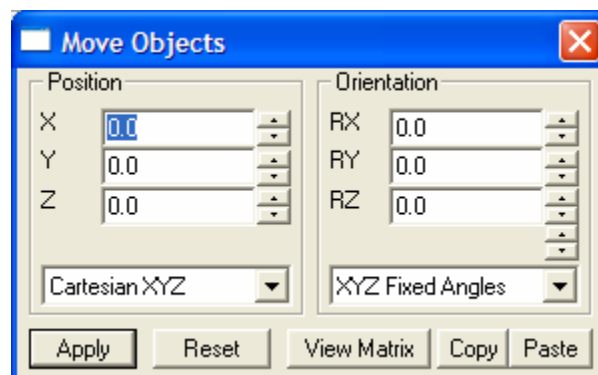 Move Objects
Position
Orientation
X 0.0
RX 0.0
Y 0.0
RY 0.0
Z 0.0
RZ 0.0
Cartesian XYZ
XYZ Fixed Angles
Apply Reset View Matrix Copy Paste